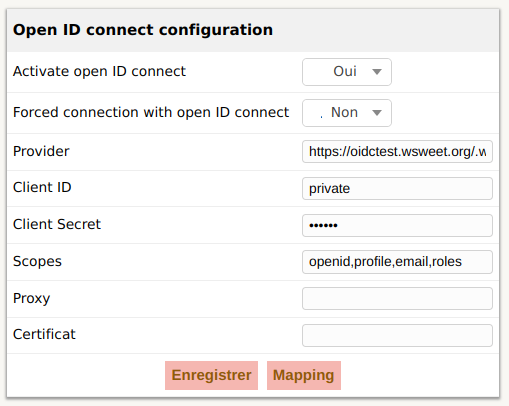 Open ID connect configuration
Activate open ID connect Oui
Forced connection with open ID connect . Non
Provider https://oidctest.wsweet.org/.w
Client ID private
Client Secret ••••••
Scopes openid,profile,email,roles
Proxy
Certificat
Enregistrer Mapping